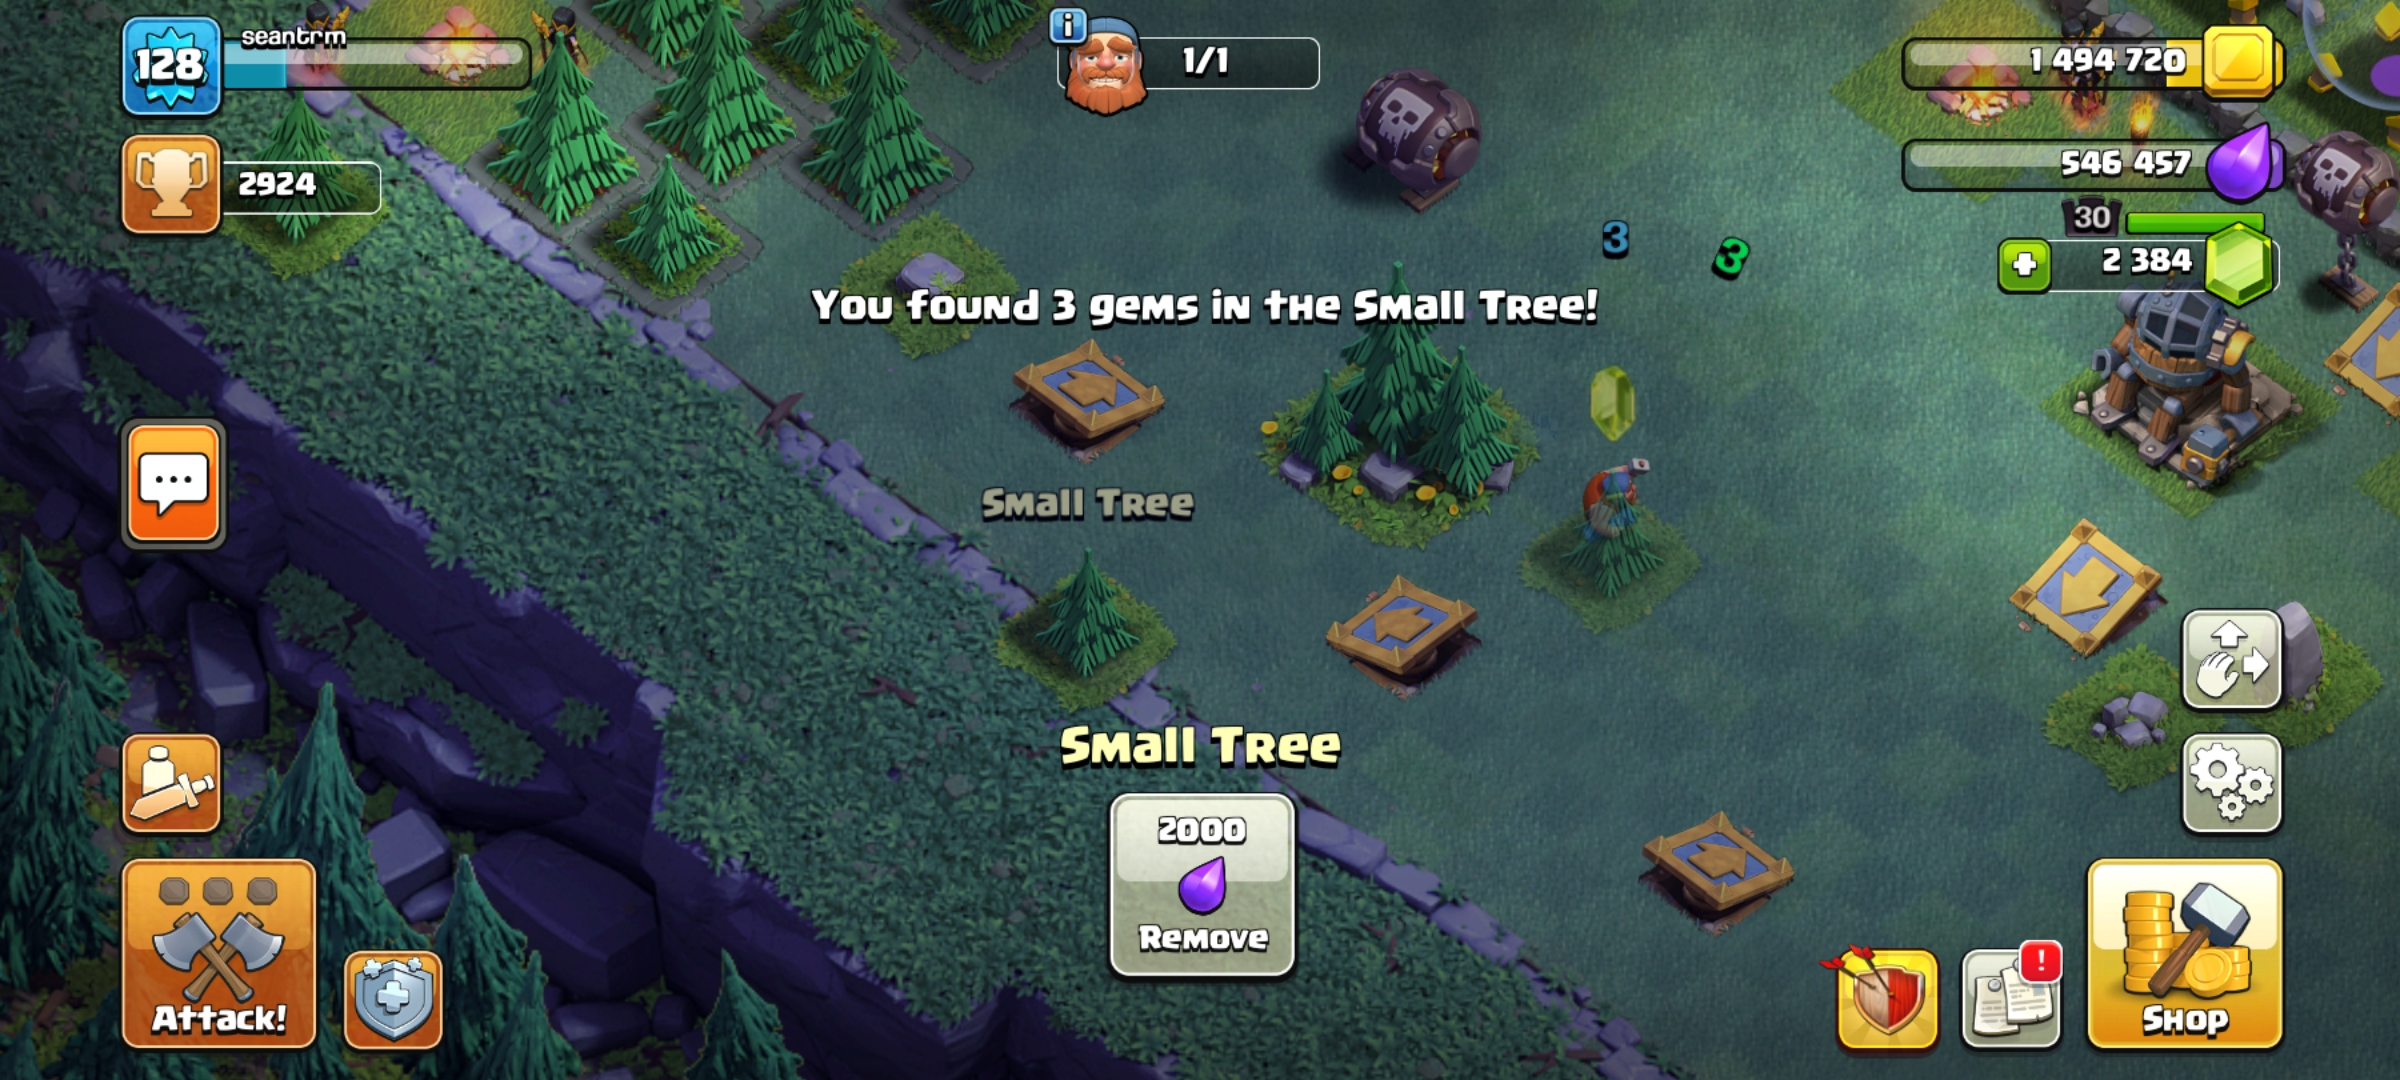 128
seantrm
i
1/1
1 494 720
2924
546 457
30
2 384
3
3
You found 3 gems in the Small Tree!
Small Tree
Small Tree
2000
Remove
Attack!
!
Shop